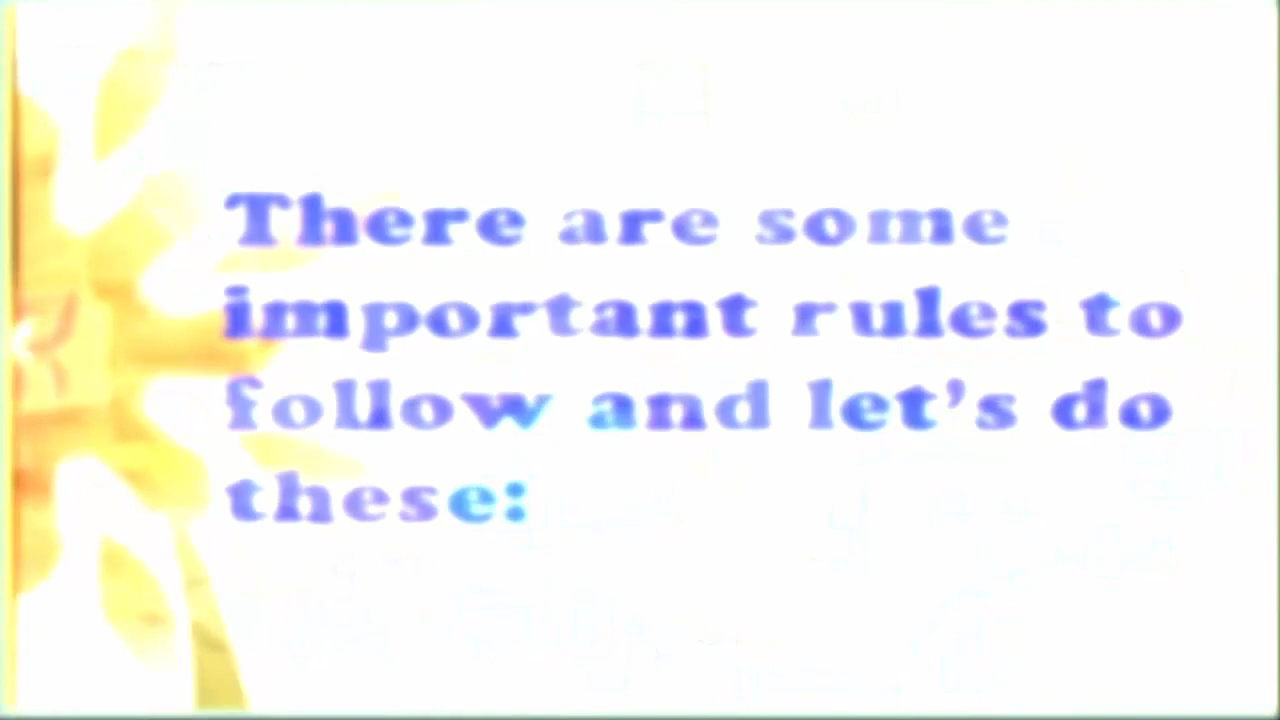 There are some
important rules to
follow and let's do
these: